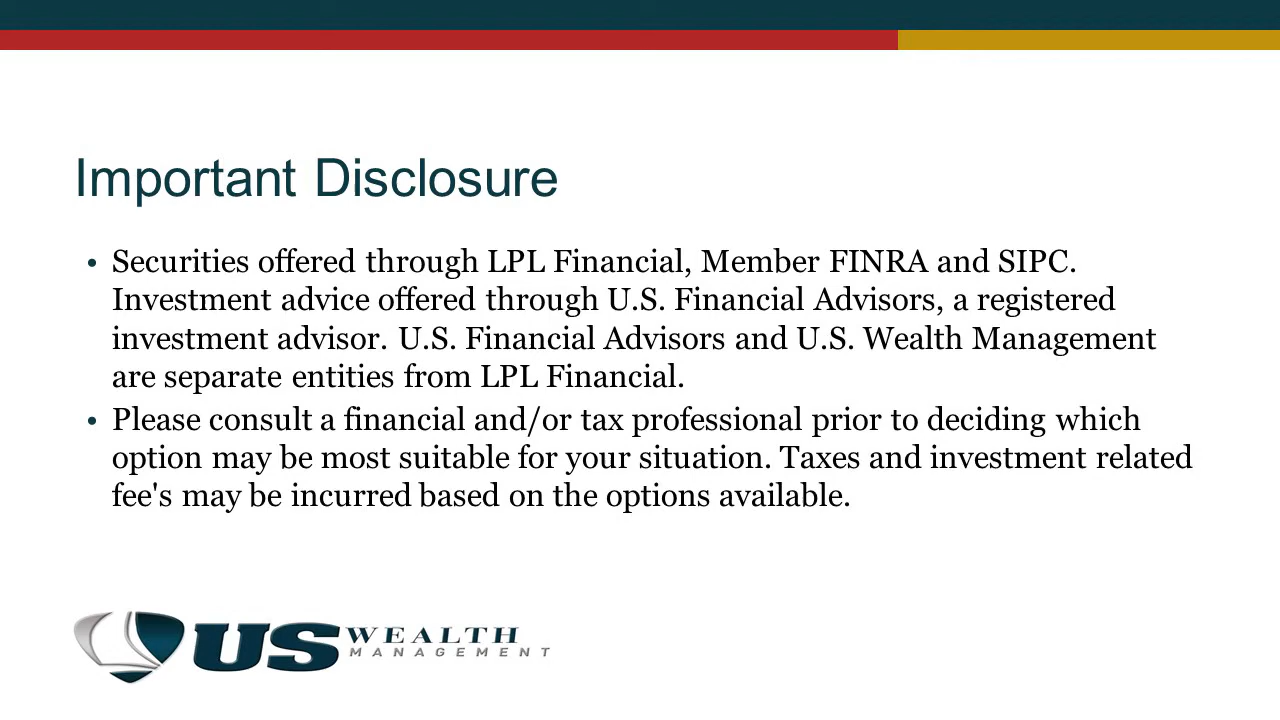 Important Disclosure
• Securities offered through LPL Financial, Member FINRA and SIPC.
Investment advice offered through U.S. Financial Advisors, a registered
investment advisor. U.S. Financial Advisors and U.S. Wealth Management
are separate entities from LPL Financial.
• Please consult a financial and/or tax professional prior to deciding which
option may be most suitable for your situation. Taxes and investment related
fee's may be incurred based on the options available.
US WEALTH
MANAGEMENT